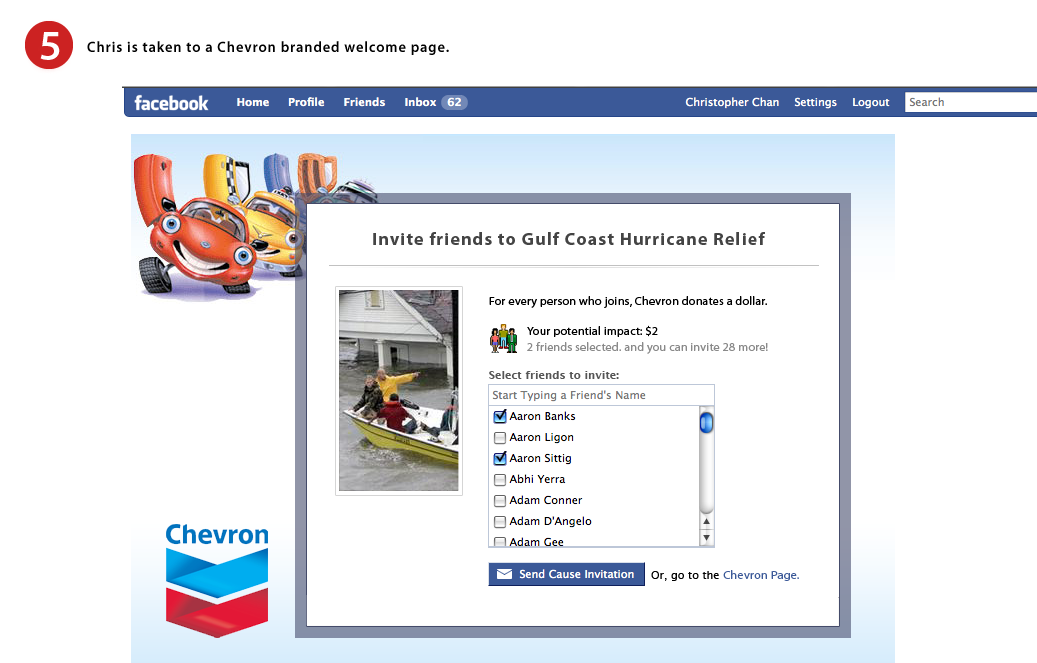 5
Chris is taken to a Chevron branded welcome page.
facebook Home Profile Friends Inbox 62 Christopher Chan Settings Logout Search
Invite friends to Gulf Coast Hurricane Relief
For every person who joins, Chevron donates a dollar.
Your potential impact: $2
2 friends selected. and you can invite 28 more!
Select friends to invite:
Start Typing a Friend's Name
Aaron Banks
Aaron Ligon
Aaron Sittig
Abhi Yerra
Adam Conner
Adam D'Angelo
Adam Gee
Send Cause Invitation Or, go to the Chevron Page.
Chevron